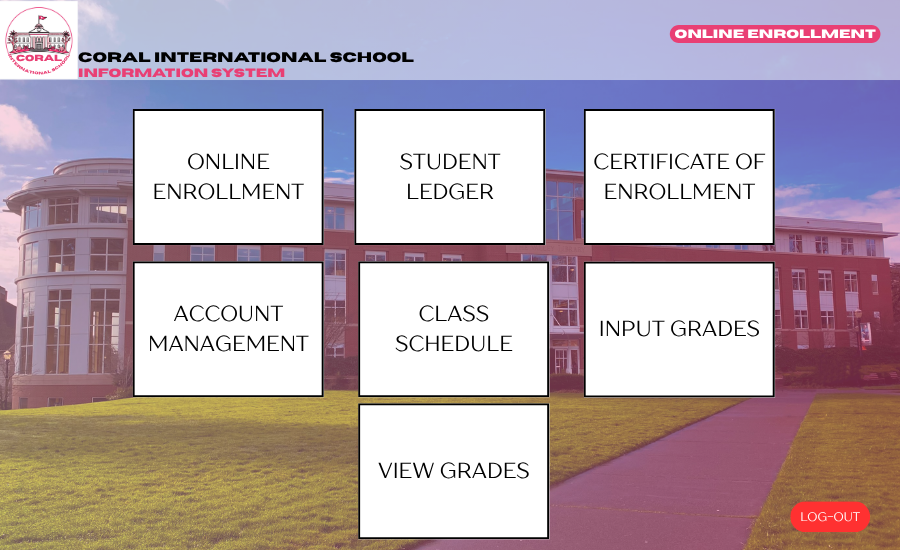 CORAL
INTERNATIONAL SCHOOL
CORAL INTERNATIONAL SCHOOL
INFORMATION SYSTEM
ONLINE ENROLLMENT
ONLINE
ENROLLMENT
STUDENT
LEDGER
CERTIFICATE OF
ENROLLMENT
ACCOUNT
MANAGEMENT
CLASS
SCHEDULE
INPUT GRADES
VIEW GRADES
LOG-OUT